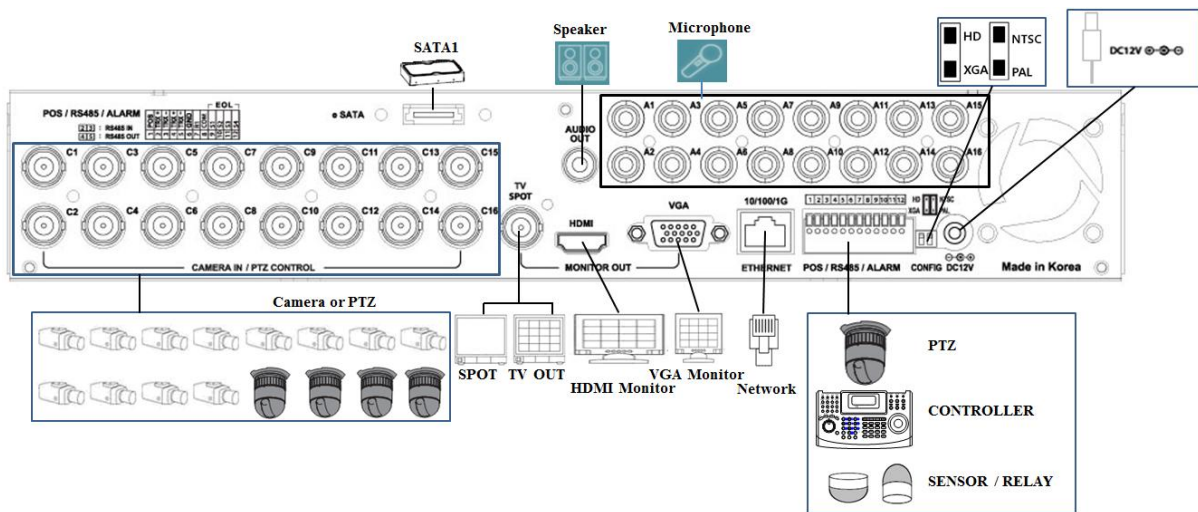 SATA1
Speaker
Microphone
HD NTSC
XGA PAL
DC12V
POS / RS485 / ALARM
EOL
2 3 : RS485 IN
4 5 : RS485 OUT
e SATA
AUDIO OUT
A1 A3 A5 A7 A9 A11 A13 A15
A2 A4 A6 A8 A10 A12 A14 A16
C1 C3 C5 C7 C9 C11 C13 C15
C2 C4 C6 C8 C10 C12 C14 C16
CAMERA IN / PTZ CONTROL
TV SPOT
HDMI
VGA
MONITOR OUT
10/100/1G
ETHERNET
1 2 3 4 5 6 7 8 9 10 11 12
HD NTSC
XGA PAL
POS / RS485 / ALARM
CONFIG DC12V
Made in Korea
Camera or PTZ
SPOT TV OUT
HDMI Monitor
VGA Monitor
Network
PTZ
CONTROLLER
SENSOR / RELAY